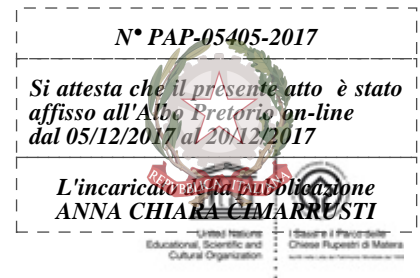 N° PAP-05405-2017
Si attesta che il presente atto è stato
affisso all'Albo Pretorio on-line
dal 05/12/2017 al 20/12/2017
L'incaricato della pubblicazione
ANNA CHIARA CIMARRUSTI
United Nations
Educational, Scientific and
Cultural Organization
I Sassi e il Parco delle
Chiese Rupestri di Matera